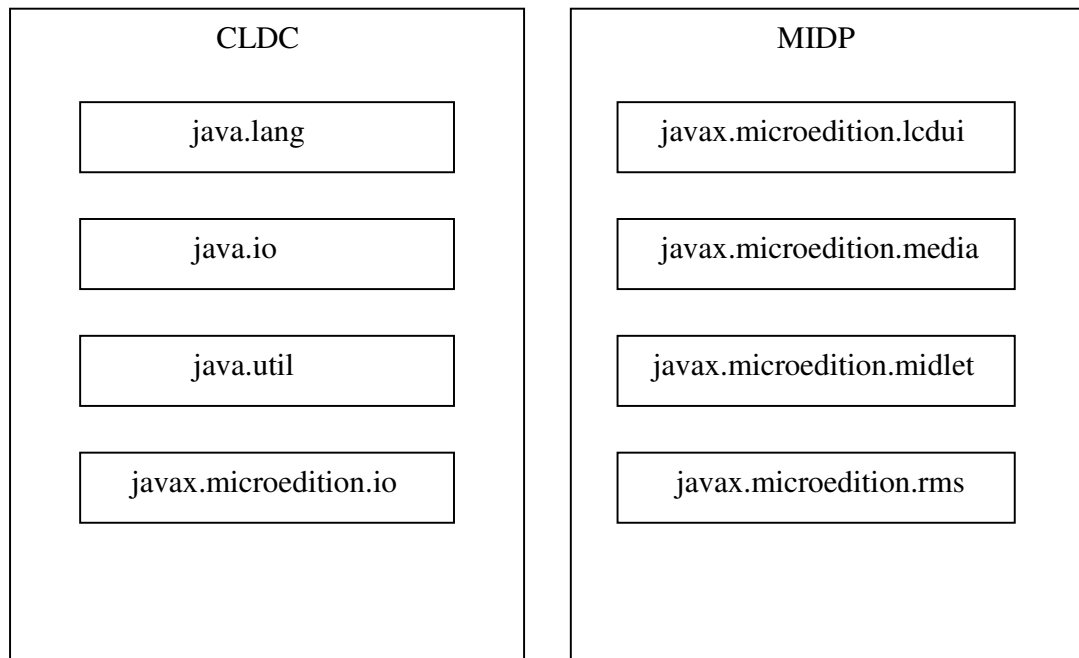 CLDC
java.lang
java.io
java.util
javax.microedition.io
MIDP
javax.microedition.lcdui
javax.microedition.media
javax.microedition.midlet
javax.microedition.rms